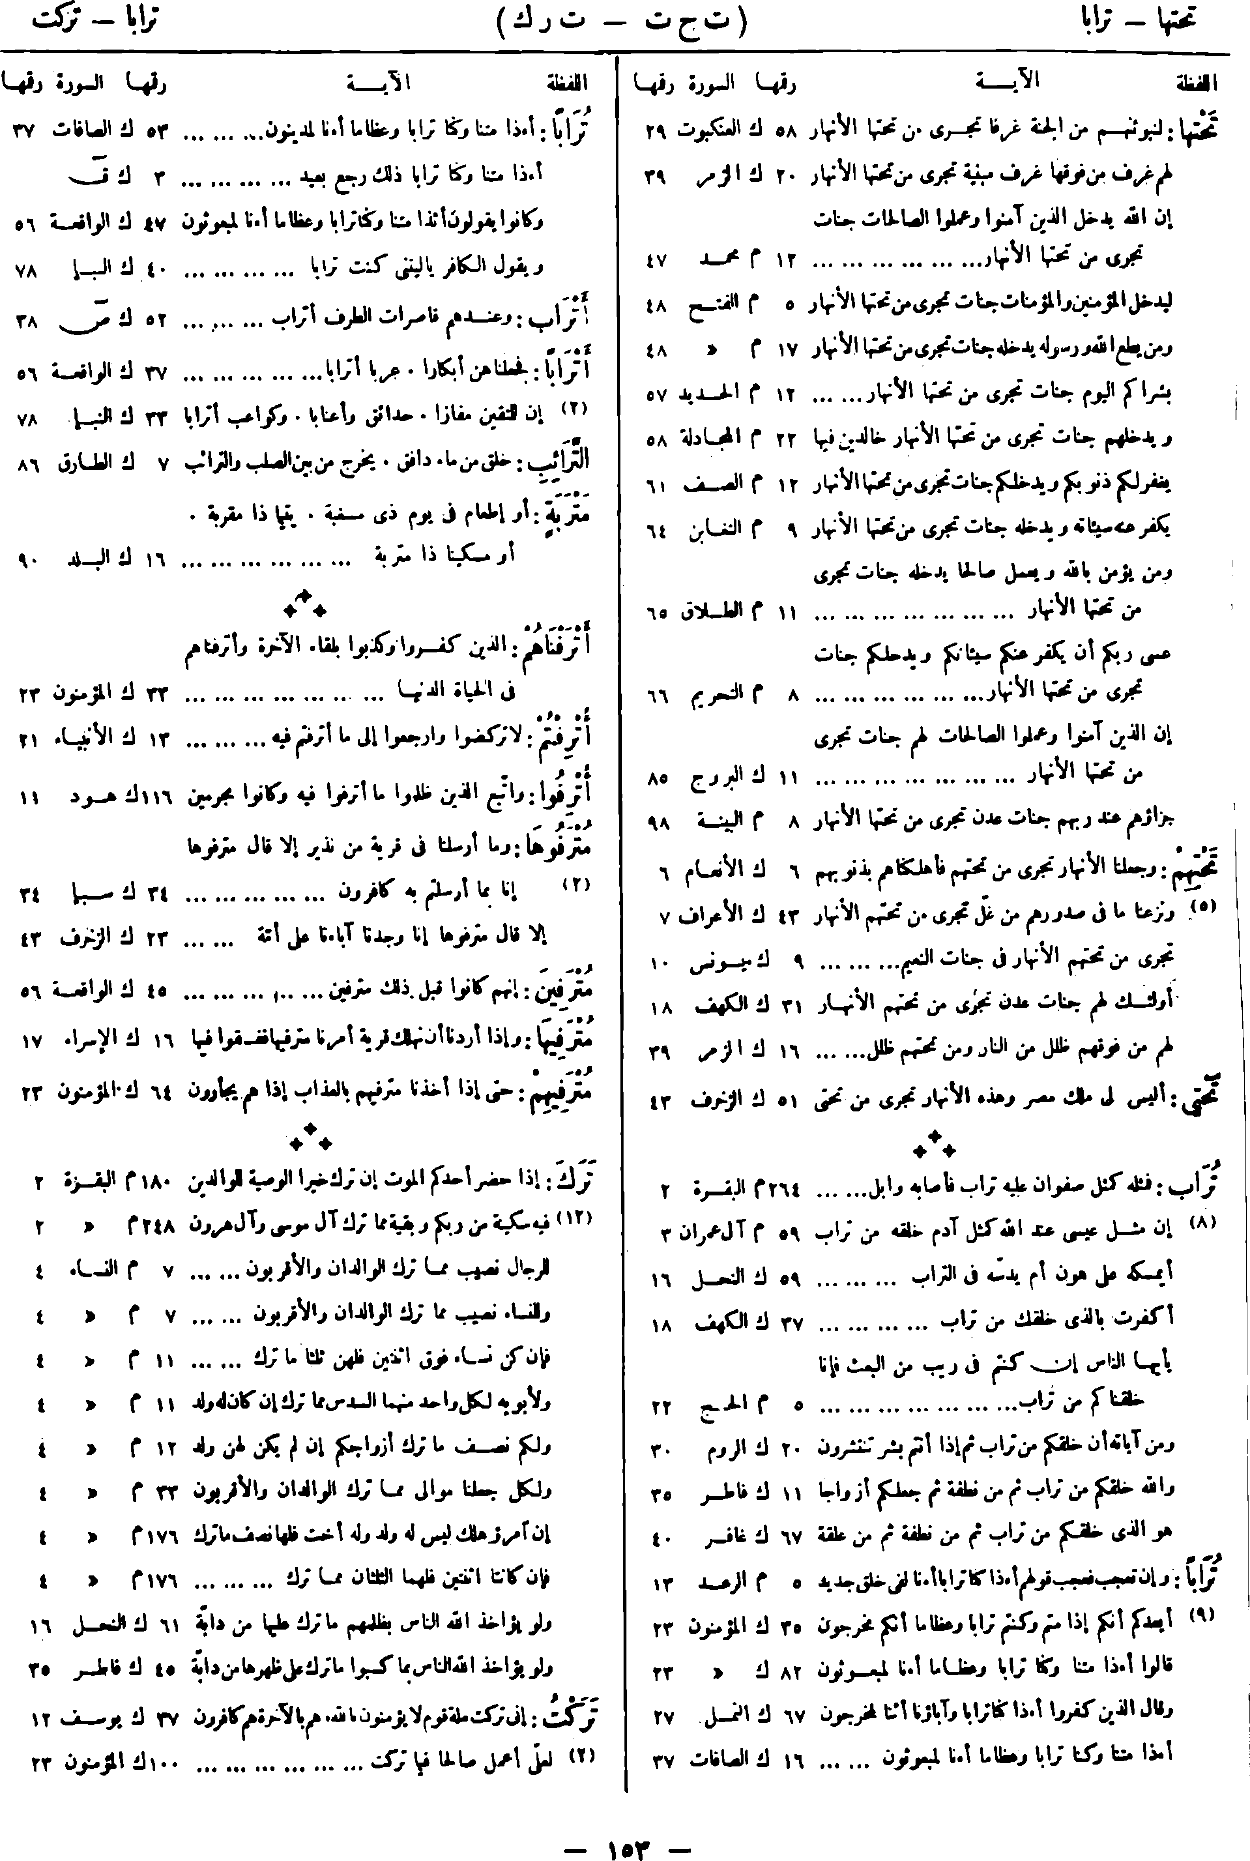 تحتها — ترابا (ت ح ت — ت ر ك) ترابا — تركت
اللفظة الآيـــة رقمها السورة رقمها
تَحْتِها: لنبوئنهم من الجنة غرفا تجرى من تحتها الأنهار ٥٨ ك العنكبوت ٢٩
لهم غرف من فوقها غرف مبنية تجرى من تحتها الأنهار ٢٠ ك الزمر ٣٩
إن الله يدخل الذين آمنوا وعملوا الصالحات جنات
تجرى من تحتها الأنهار... ... ... ... ... ... ١٢ م محمد ٤٧
ليدخل المؤمنين والمؤمنات جنات تجرى من تحتها الأنهار ٥ م الفتح ٤٨
ومن يطع الله ورسوله يدخله جنات تجرى من تحتها الأنهار ١٧ م » ٤٨
بشراكم اليوم جنات تجرى من تحتها الأنهار... ... ١٢ م الحديد ٥٧
ويدخلهم جنات تجرى من تحتها الأنهار خالدين فيها ٢٢ م المجادلة ٥٨
يغفر لكم ذنوبكم ويدخلكم جنات تجرى من تحتها الأنهار ١٢ م الصف ٦١
يكفر عنه سيئاته ويدخله جنات تجرى من تحتها الأنهار ٩ م التغابن ٦٤
ومن يؤمن بالله ويعمل صالحا يدخله جنات تجرى
من تحتها الأنهار ... ... ... ... ... ... ... ١١ م الطلاق ٦٥
عسى ربكم أن يكفر عنكم سيئاتكم ويدخلكم جنات
تجرى من تحتها الأنهار... ... ... ... ... ... ٨ م التحريم ٦٦
إن الذين آمنوا وعملوا الصالحات لهم جنات تجرى
من تحتها الأنهار ... ... ... ... ... ... ... ١١ ك البروج ٨٥
جزاؤهم عند ربهم جنات عدن تجرى من تحتها الأنهار ٨ م البينة ٩٨
تَحْتِهِمْ: وجعلنا الأنهار تجرى من تحتهم فأهلكناهم بذنوبهم ٦ ك الأنعام ٦
(٥) ونزعنا ما فى صدورهم من غلّ تجرى من تحتهم الأنهار ٤٣ ك الأعراف ٧
تجرى من تحتهم الأنهار فى جنات النعيم... ... ... ٩ ك يونس ١٠
أولئك لهم جنات عدن تجرى من تحتهم الأنهار ٣١ ك الكهف ١٨
لهم من فوقهم ظلل من النار ومن تحتهم ظلل... ... ١٦ ك الزمر ٣٩
تَحْتِى: أليس لى ملك مصر وهذه الأنهار تجرى من تحتى ٥١ ك الزخرف ٤٣
تُرَاب: فمثله كمثل صفوان عليه تراب فأصابه وابل... ... ٢٦٤ م البقرة ٢
(٨) إن مثل عيسى عند الله كمثل آدم خلقه من تراب ٥٩ م آل عمران ٣
أيمسكه على هون أم يدسّه فى التراب ... ... ... ٥٩ ك النحل ١٦
أكفرت بالذى خلقك من تراب ... ... ... ... ٣٧ ك الكهف ١٨
يأيها الناس إن كنتم فى ريب من البعث فإنا
خلقناكم من تراب... ... ... ... ... ... ... ٥ م الحج ٢٢
ومن آياته أن خلقكم من تراب ثم إذا أنتم بشر تنتشرون ٢٠ ك الروم ٣٠
والله خلقكم من تراب ثم من نطفة ثم جعلكم أزواجا ١١ ك فاطر ٣٥
هو الذى خلقكم من تراب ثم من نطفة ثم من علقة ٦٧ ك غافر ٤٠
تُرَاباً: وإن تعجب فعجب قولهم أءذا كنا ترابا أءنا لفى خلق جديد ٥ م الرعد ١٣
(٩) أيعدكم أنكم إذا متم وكنتم ترابا وعظاما أنكم مخرجون ٣٥ ك المؤمنون ٢٣
قالوا أءذا متنا وكنا ترابا وعظاما أءنا لمبعوثون ٨٢ ك » ٢٣
وقال الذين كفروا أءذا كنا ترابا وآباؤنا أئنا لمخرجون ٦٧ ك النمل ٢٧
أءذا متنا وكنا ترابا وعظاما أءنا لمبعوثون ... ... ١٦ ك الصافات ٣٧
اللفظة الآيـــة رقمها السورة رقمها
تُرَاباً: أءذا متنا وكنا ترابا وعظاما أءنا لمدينون... ... ... ٥٣ ك الصافات ٣٧
أءذا متنا وكنا ترابا ذلك رجع بعيد ... ... ... ... ٣ ك قٓ
وكانوا يقولون أئذا متنا وكنا ترابا وعظاما أءنا لمبعوثون ٤٧ ك الواقعة ٥٦
ويقول الكافر ياليتنى كنت ترابا ... ... ... ... ٤٠ ك النبإ ٧٨
أَتْرَاب: وعندهم قاصرات الطرف أتراب ... ... ... ٥٢ ك صٓ ٣٨
أَتْرَاباً: فجعلناهن أبكارا ٠ عربا أترابا... ... ... ... ... ٣٧ ك الواقعة ٥٦
(٢) إن للتقين مفازا ٠ حدائق وأعنابا ٠ وكواعب أترابا ٣٣ ك النبإ ٧٨
التَّرَائِبِ: خلق من ماء دافق ٠ يخرج من بين الصلب والترائب ٧ ك الطارق ٨٦
مَتْرَبَةٍ: أو إطعام فى يوم ذى مسغبة ٠ يتيما ذا مقربة ٠
أو مسكينا ذا متربة ... ... ... ... ... ... ١٦ ك البلد ٩٠
أَتْرَفْنَاهُمْ: الذين كفروا وكذبوا بلقاء الآخرة وأترفناهم
فى الحياة الدنيا ... ... ... ... ... ... ... ٣٣ ك المؤمنون ٢٣
أُتْرِفْتُمْ: لا تركضوا وارجعوا إلى ما أترفتم فيه ... ... ... ١٣ ك الأنبياء ٢١
أُتْرِفُوا: واتّبع الذين ظلموا ما أترفوا فيه وكانوا مجرمين ١١٦ ك هود ١١
مُتْرَفُوهَا: وما أرسلنا فى قرية من نذير إلا قال مترفوها
(٢) إنا بما أرسلتم به كافرون ... ... ... ... ... ٣٤ ك سبإ ٣٤
إلا قال مترفوها إنا وجدنا آباءنا على أمّة ... ... ٢٣ ك الزخرف ٤٣
مُتْرَفِينَ: إنهم كانوا قبل ذلك مترفين ... ... ... ... ... ٤٥ ك الواقعة ٥٦
مُتْرَفِيهَا: وإذا أردنا أن نهلك قرية أمرنا مترفيها ففسقوا فيها ١٦ ك الإسراء ١٧
مُتْرَفِيهِمْ: حتى إذا أخذنا مترفيهم بالعذاب إذا هم يجأرون ٦٤ ك المؤمنون ٢٣
تَرَكَ: إذا حضر أحدكم الموت إن ترك خيرا الوصية للوالدين ١٨٠ م البقرة ٢
(١٢) فيه سكينة من ربكم وبقية مما ترك آل موسى وآل هرون ٢٤٨ م » ٢
للرجال نصيب مما ترك الوالدان والأقربون... ... ٧ م النساء ٤
وللنساء نصيب مما ترك الوالدان والأقربون ... ... ٧ م » ٤
فإن كن نساء فوق اثنتين فلهن ثلثا ما ترك ... ... ١١ م » ٤
ولأبويه لكل واحد منهما السدس مما ترك إن كان له ولد ١١ م » ٤
ولكم نصف ما ترك أزواجكم إن لم يكن لهن ولد ١٢ م » ٤
ولكل جعلنا موالى مما ترك الوالدان والأقربون ٣٣ م » ٤
إن امرؤ هلك ليس له ولد وله أخت فلها نصف ما ترك ١٧٦ م » ٤
فإن كانتا اثنتين فلهما الثلثان مما ترك ... ... ... ١٧٦ م » ٤
ولو يؤاخذ الله الناس بظلمهم ما ترك عليها من دابّة ٦١ ك النحل ١٦
ولو يؤاخذ الله الناس بما كسبوا ما ترك على ظهرها من دابّة ٤٥ ك فاطر ٣٥
تَرَكْتُ: إنى تركت ملة قوم لا يؤمنون بالله وهم بالآخرة هم كافرون ٣٧ ك يوسف ١٢
(٢) لعلّى أعمل صالحا فيما تركت ... ... ... ... ... ... ١٠٠ ك المؤمنون ٢٣
— ١٥٣ —